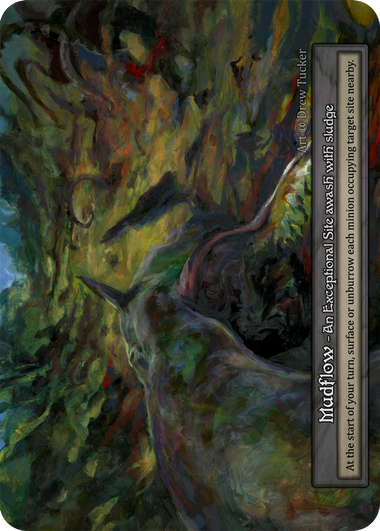 Art © Drew Tucker
Mudflow – An Exceptional Site awash with sludge
At the start of your turn, surface or unburrow each minion occupying target site nearby.